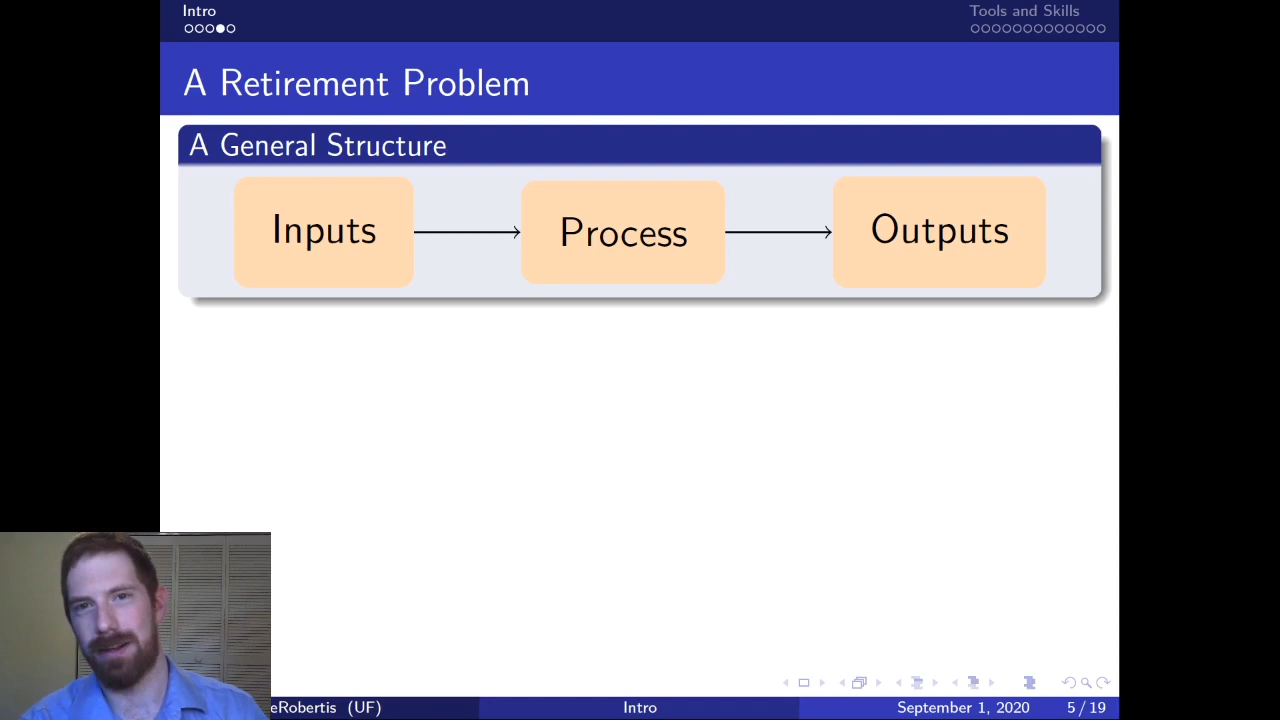 Intro
Tools and Skills
A Retirement Problem
A General Structure
Inputs
Process
Outputs
eRobertis (UF)
Intro
September 1, 2020
5 / 19